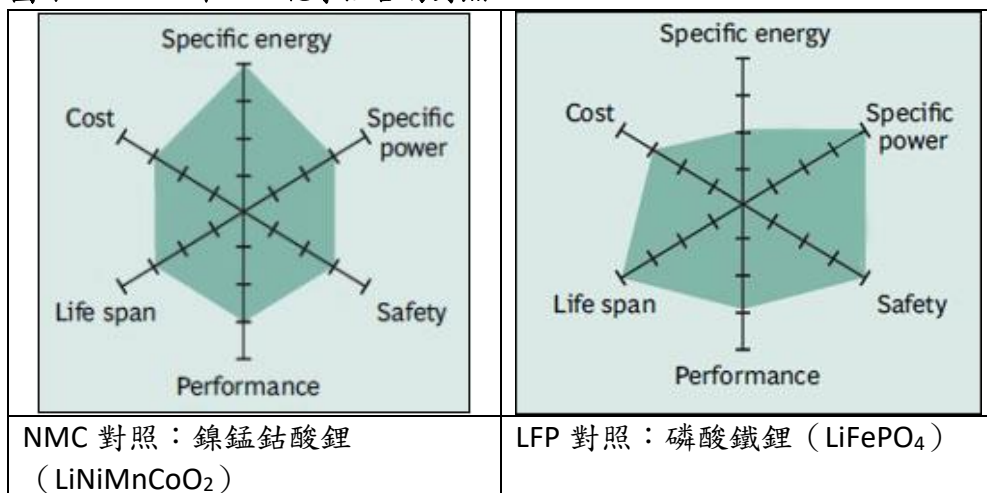 Specific energy
Cost
Specific
power
Life span
Safety
Performance
Specific energy
Cost
Specific
power
Life span
Safety
Performance
NMC 對照：鎳錳鈷酸鋰
（LiNiMnCoO₂）
LFP 對照：磷酸鐵鋰（LiFePO₄）